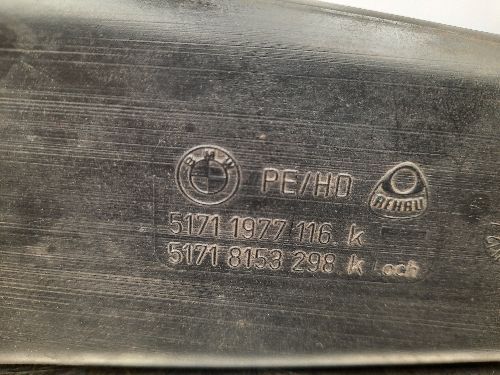 BMW PE/HD REHAU
5171 1977 116 k
5171 8153 298 k Loch